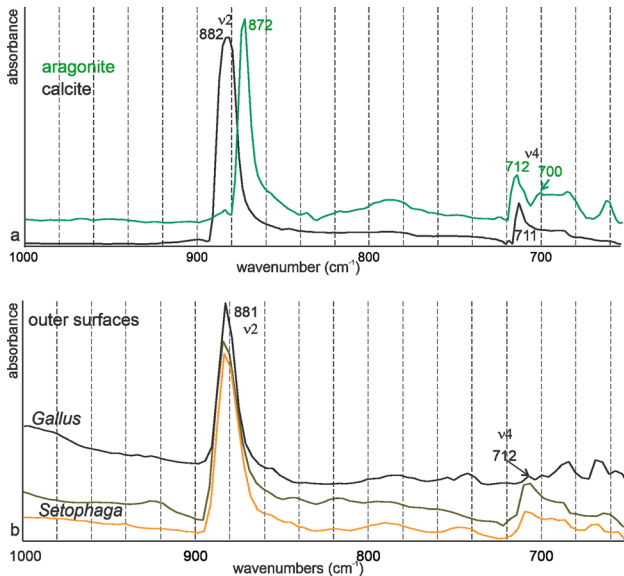 absorbance
ν2
882
872
aragonite
calcite
ν4
712
700
711
a
1000
900
800
700
wavenumber (cm-1)
absorbance
outer surfaces
881
ν2
Gallus
ν4
712
Setophaga
b
1000
900
800
700
wavenumbers (cm-1)